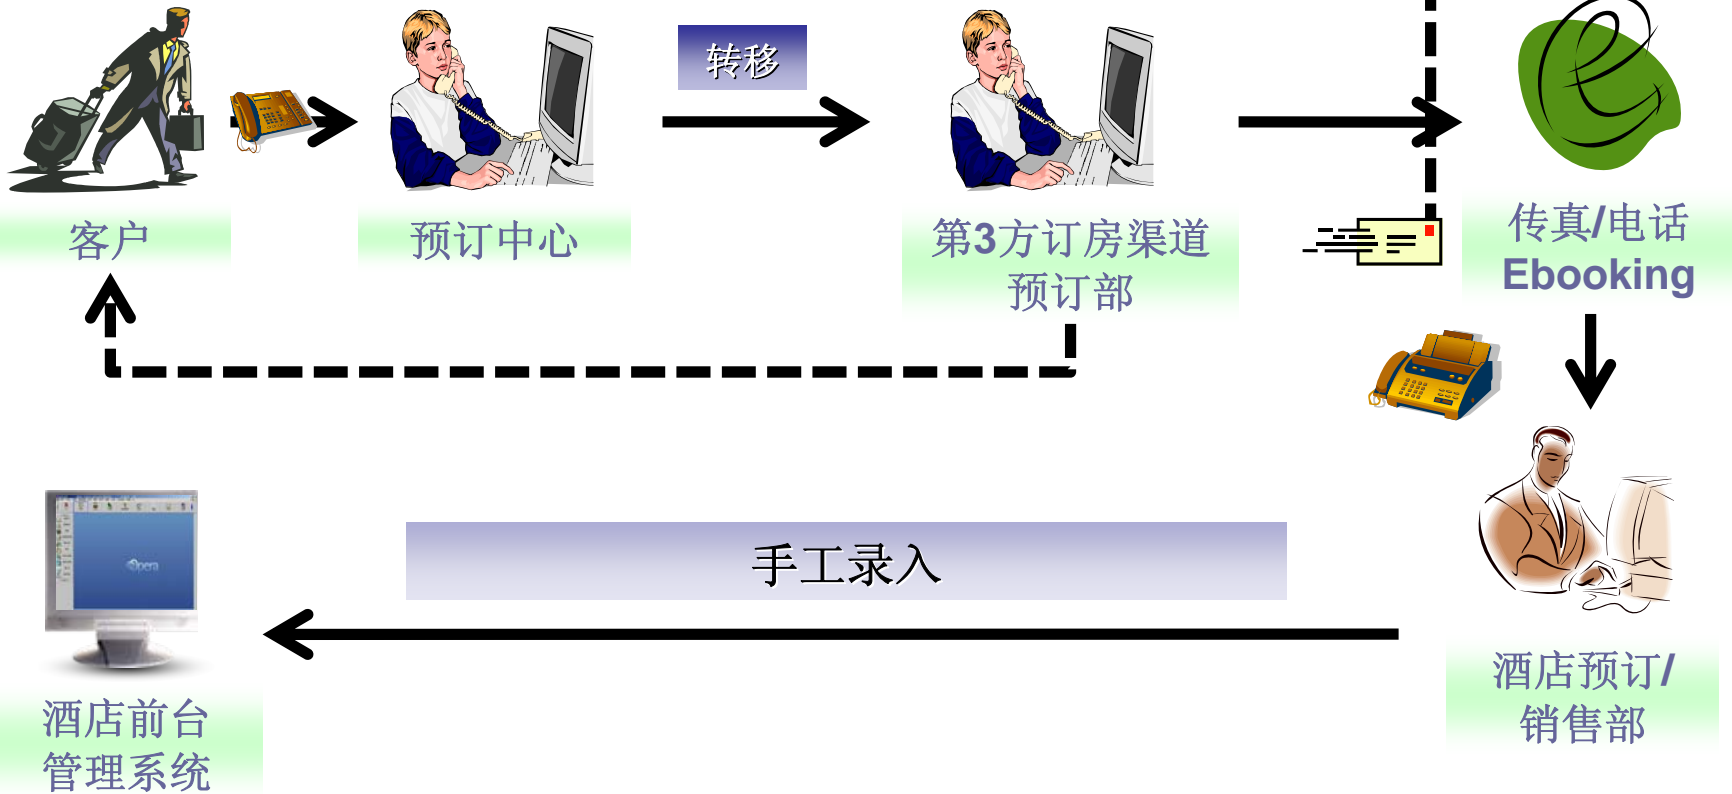 转移
客户
预订中心
第3方订房渠道
预订部
传真/电话
Ebooking
手工录入
Opera
酒店预订/
销售部
酒店前台
管理系统